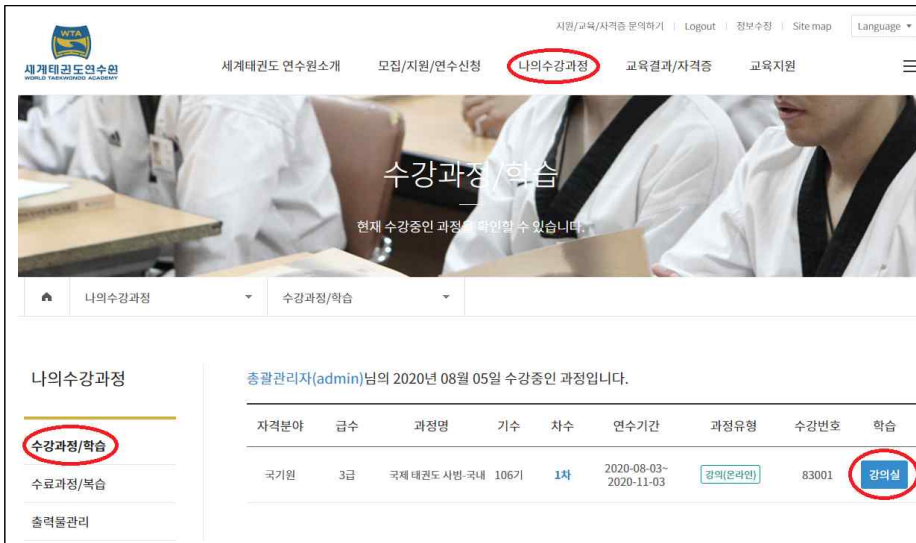 지원/교육/자격증 문의하기 | Logout | 정보수정 | Site map Language
WTA
세계태권도연수원
WORLD TAEKWONDO ACADEMY
세계태권도 연수원소개 모집/지원/연수신청 나의수강과정 교육결과/자격증 교육지원
수강과정/학습
현재 수강중인 과정을 확인할 수 있습니다.
나의수강과정 수강과정/학습
나의수강과정
수강과정/학습
수료과정/복습
출력물관리
총괄관리자(admin)님의 2020년 08월 05일 수강중인 과정입니다.
자격분야 급수 과정명 기수 차수 연수기간 과정유형 수강번호 학습
국기원 3급 국제 태권도 사범-국내 106기 1차 2020-08-03~ 강의(온라인) 83001 강의실
2020-11-03